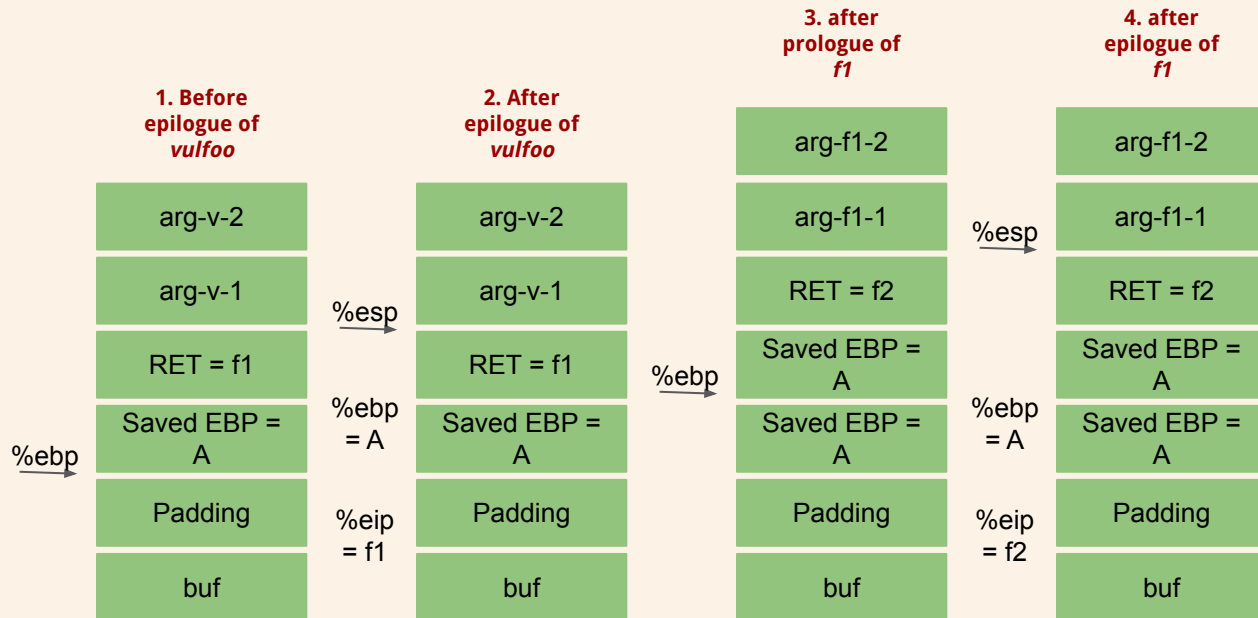 1. Before
epilogue of
vulfoo
arg-v-2
arg-v-1
RET = f1
Saved EBP =
A
Padding
buf
%ebp
2. After
epilogue of
vulfoo
arg-v-2
arg-v-1
RET = f1
Saved EBP =
A
Padding
buf
%esp
%ebp
= A
%eip
= f1
3. after
prologue of
f1
arg-f1-2
arg-f1-1
RET = f2
Saved EBP =
A
Saved EBP =
A
Padding
buf
%ebp
4. after
epilogue of
f1
arg-f1-2
arg-f1-1
RET = f2
Saved EBP =
A
Saved EBP =
A
Padding
buf
%esp
%ebp
= A
%eip
= f2